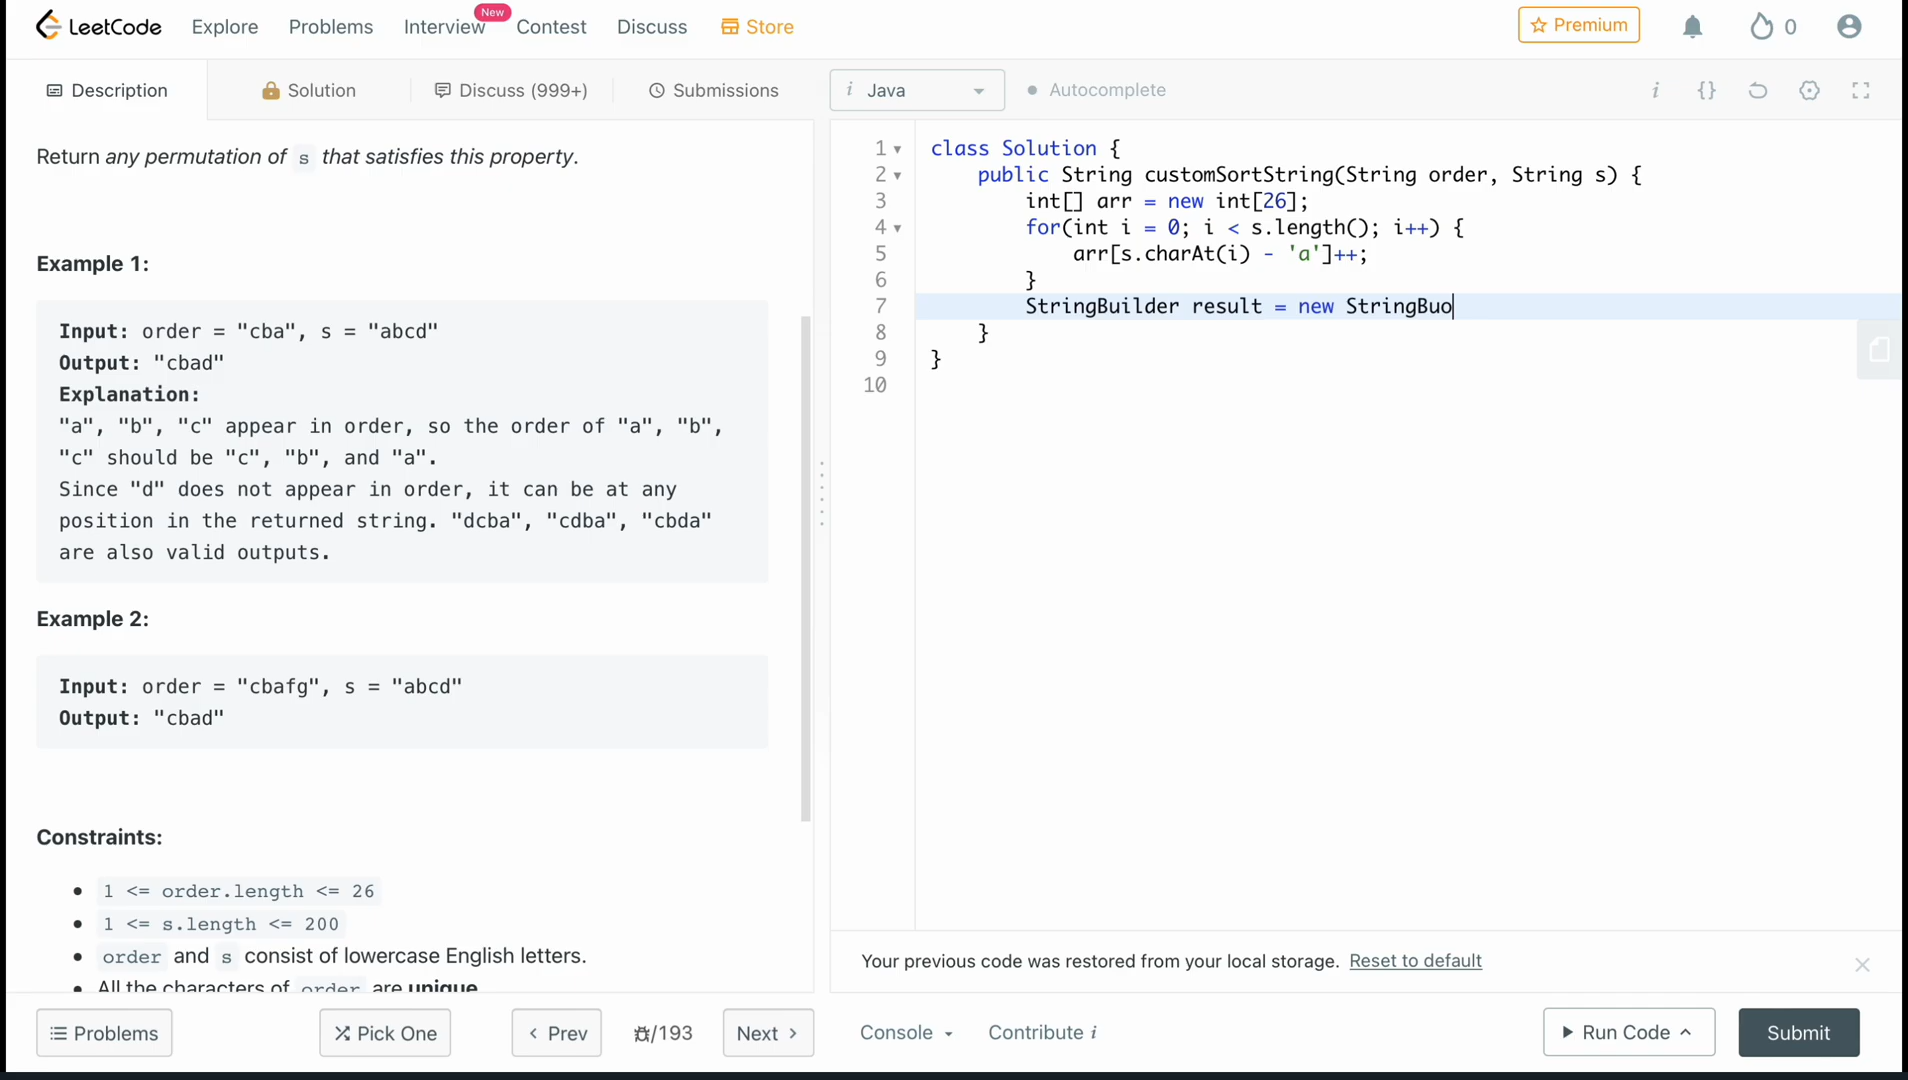 LeetCode Explore Problems Interview New Contest Discuss Store Premium 0
Description Solution Discuss (999+) Submissions i Java Autocomplete i {}
Return any permutation of s that satisfies this property.
Example 1:
Input: order = "cba", s = "abcd"
Output: "cbad"
Explanation:
"a", "b", "c" appear in order, so the order of "a", "b",
"c" should be "c", "b", and "a".
Since "d" does not appear in order, it can be at any
position in the returned string. "dcba", "cdba", "cbda"
are also valid outputs.
Example 2:
Input: order = "cbafg", s = "abcd"
Output: "cbad"
Constraints:
• 1 <= order.length <= 26
• 1 <= s.length <= 200
• order and s consist of lowercase English letters.
• All the characters of order are unique
1 class Solution {
2 public String customSortString(String order, String s) {
3 int[] arr = new int[26];
4 for(int i = 0; i < s.length(); i++) {
5 arr[s.charAt(i) - 'a']++;
6 }
7 StringBuilder result = new StringBuo
8 }
9 }
10
Your previous code was restored from your local storage. Reset to default
Problems Pick One Prev /193 Next Console Contribute i Run Code Submit